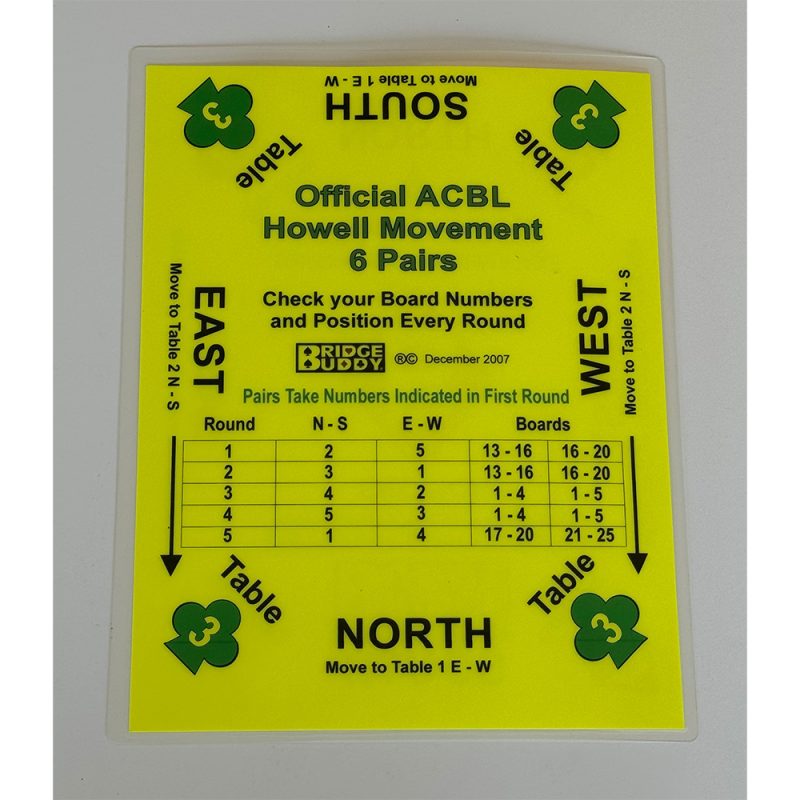 Move to Table 1 E - W
SOUTH
3
Table
3
Table
Official ACBL
Howell Movement
6 Pairs
Check your Board Numbers
and Position Every Round
BRIDGE
BUDDY
®© December 2007
EAST
Move to Table 2 N - S
WEST
Move to Table 2 N - S
Pairs Take Numbers Indicated in First Round
Round N - S E - W Boards
1 2 5 13 - 16 16 - 20
2 3 1 13 - 16 16 - 20
3 4 2 1 - 4 1 - 5
4 5 3 1 - 4 1 - 5
5 1 4 17 - 20 21 - 25
Table
3
Table
3
NORTH
Move to Table 1 E - W